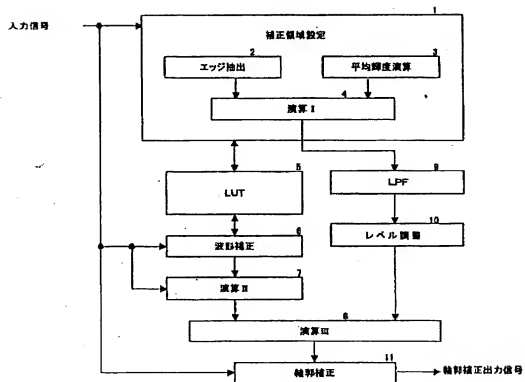 1
入力信号
補正領域設定
2
3
エッジ抽出
平均輝度演算
4
演算Ⅰ
5
9
LUT
LPF
6
10
波形補正
レベル調整
7
演算Ⅱ
8
演算Ⅲ
11
輪郭補正
輪郭補正出力信号